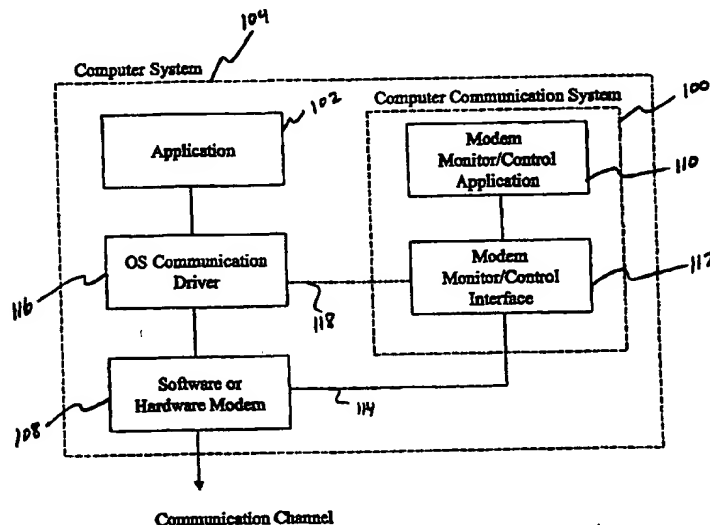 104
Computer System
Computer Communication System
100
102
Application
Modem
Monitor/Control
Application
110
OS Communication
Driver
116
118
Modem
Monitor/Control
Interface
112
Software or
Hardware Modem
108
114
Communication Channel